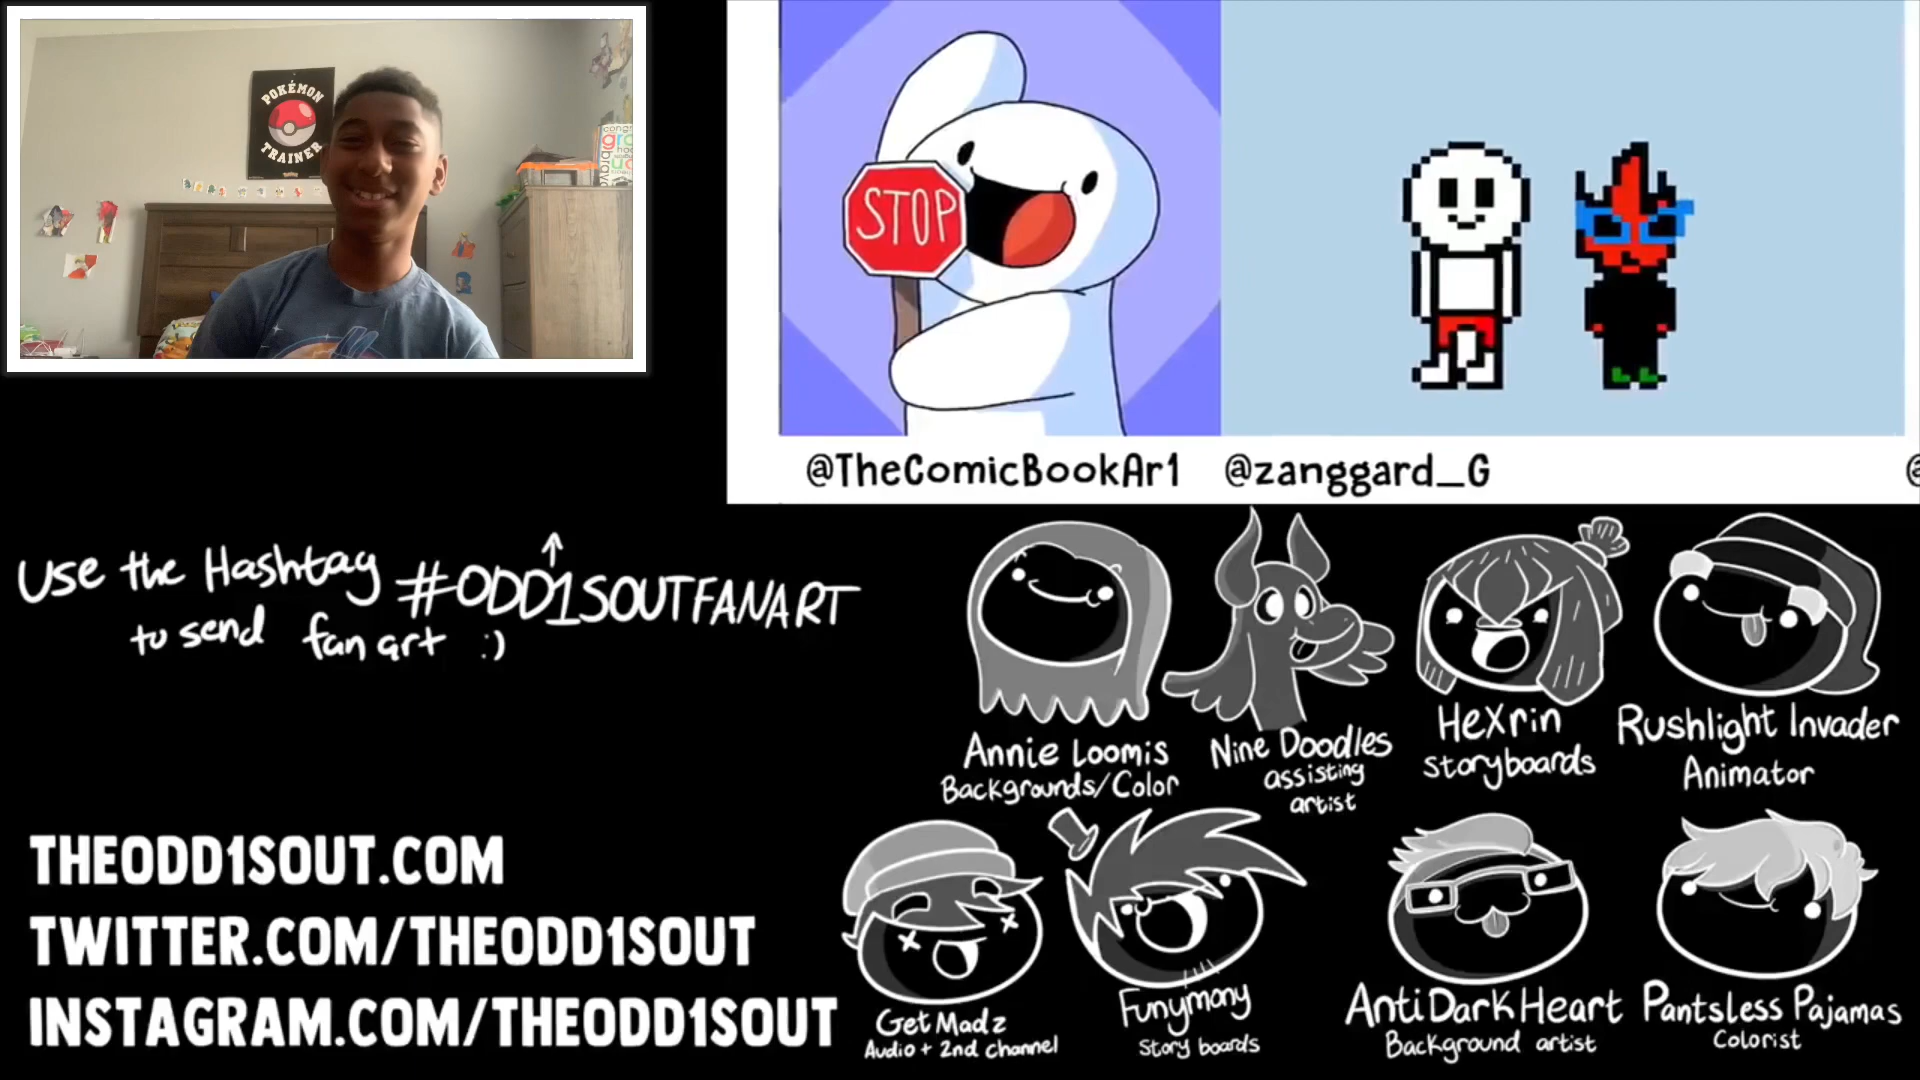 POKÉMON
TRAINER
STOP
@TheComicBookAr1
@zanggard_G
Use the Hashtag #ODD1SOUTFANART
to send fan art :)
Annie Loomis
Backgrounds/Color
Nine Doodles
assisting
artist
HeXrin
Storyboards
Rushlight Invader
Animator
THEODD1SOUT.COM
TWITTER.COM/THEODD1SOUT
INSTAGRAM.COM/THEODD1SOUT
GetMadz
Audio + 2nd channel
Funymony
Story boards
AntiDarkHeart
Background artist
Pantsless Pajamas
Colorist